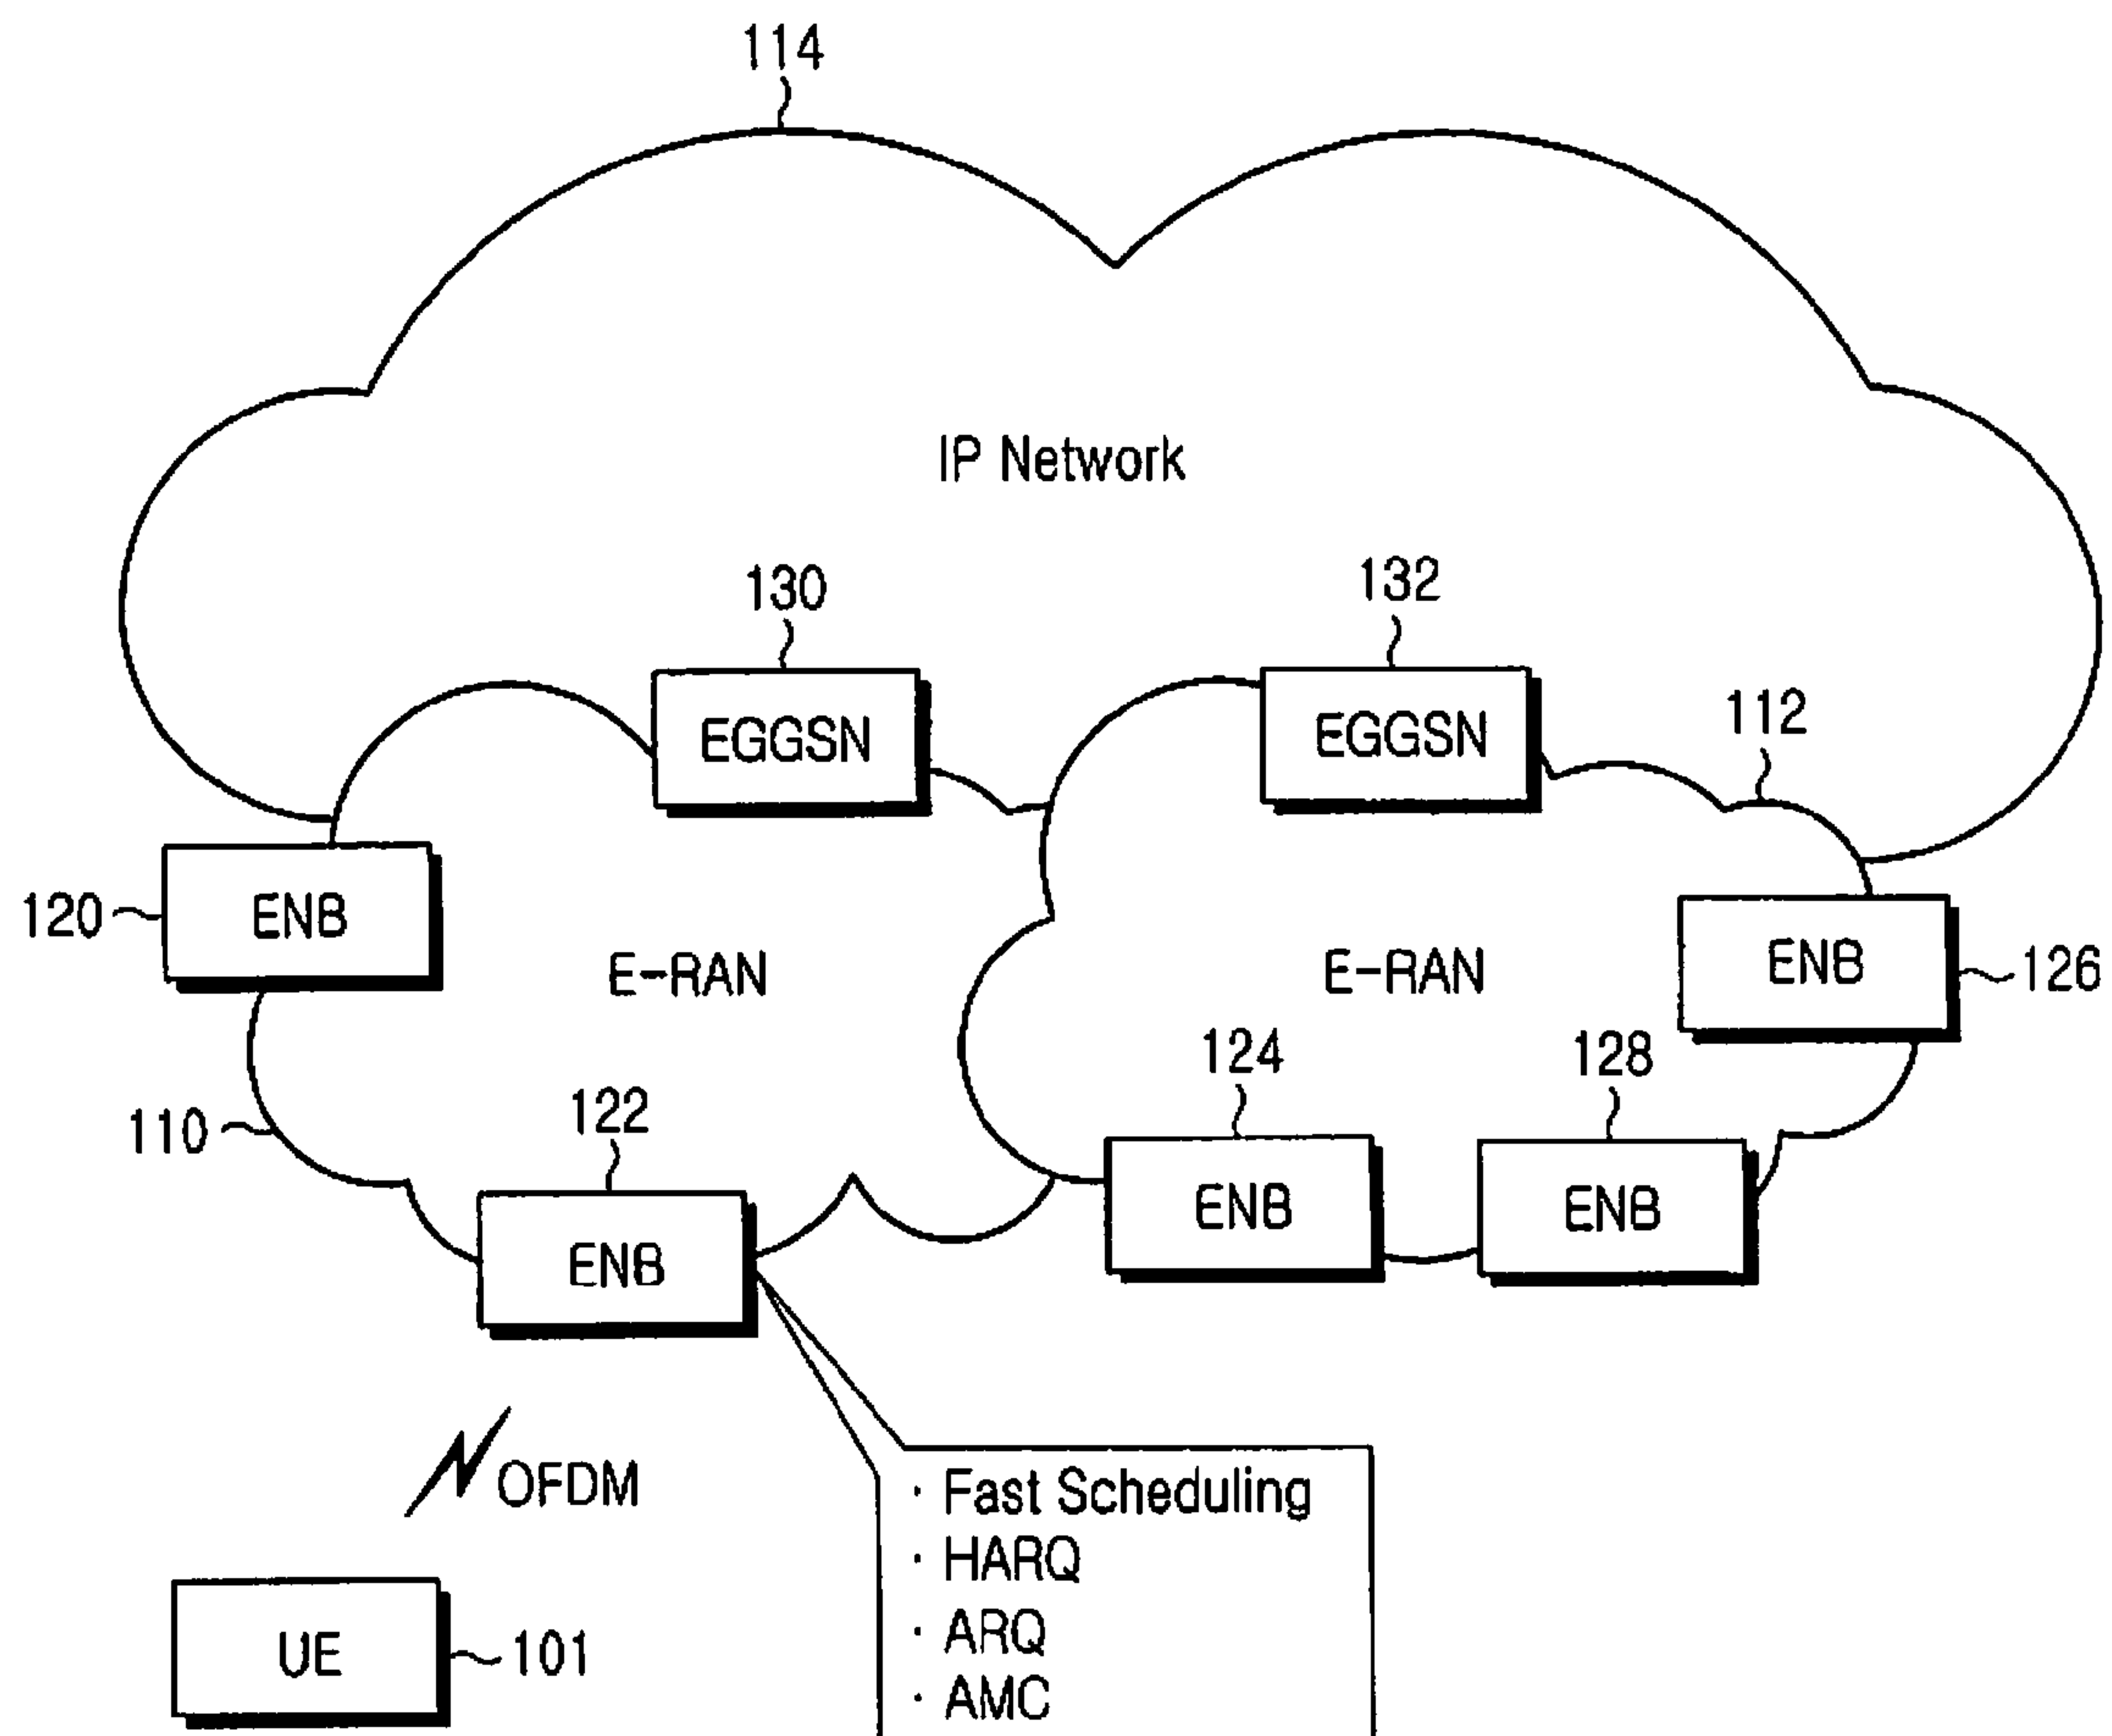 114
IP Network
130
132
EGGSN
EGGSN
112
120
ENB
E-RAN
E-RAN
ENB
126
124
128
110
122
ENB
ENB
ENB
OFDM
· Fast Scheduling
· HARQ
· ARQ
· AMC
UE
101